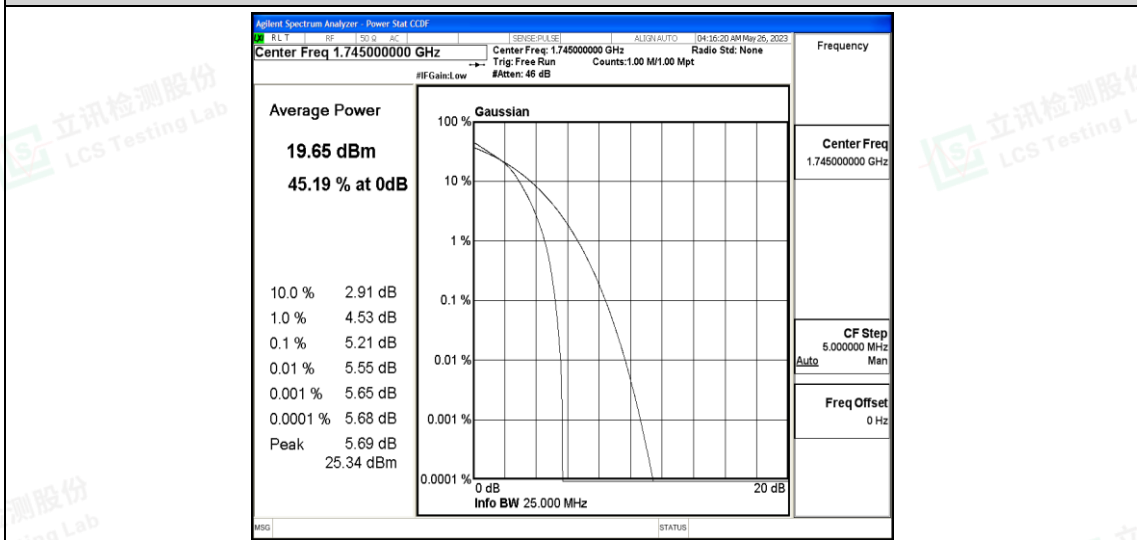 Agilent Spectrum Analyzer - Power Stat CCDF
LXI RL T RF 50 Ω AC SENSE:PULSE ALIGN AUTO 04:16:20 AM May 26, 2023
Center Freq 1.745000000 GHz
Center Freq: 1.745000000 GHz Radio Std: None
Trig: Free Run Counts:1.00 M/1.00 Mpt
#IFGain:Low #Atten: 46 dB
Frequency
Average Power
19.65 dBm
45.19 % at 0dB
10.0 % 2.91 dB
1.0 % 4.53 dB
0.1 % 5.21 dB
0.01 % 5.55 dB
0.001 % 5.65 dB
0.0001 % 5.68 dB
Peak 5.69 dB
25.34 dBm
Gaussian
100 %
10 %
1 %
0.1 %
0.01 %
0.001 %
0.0001 %
0 dB 20 dB
Info BW 25.000 MHz
Center Freq
1.745000000 GHz
CF Step
5.000000 MHz
Auto Man
Freq Offset
0 Hz
MSG STATUS
立讯检测股份
LCS Testing Lab
立讯检测股份
LCS Testing L
测股份
ing Lab